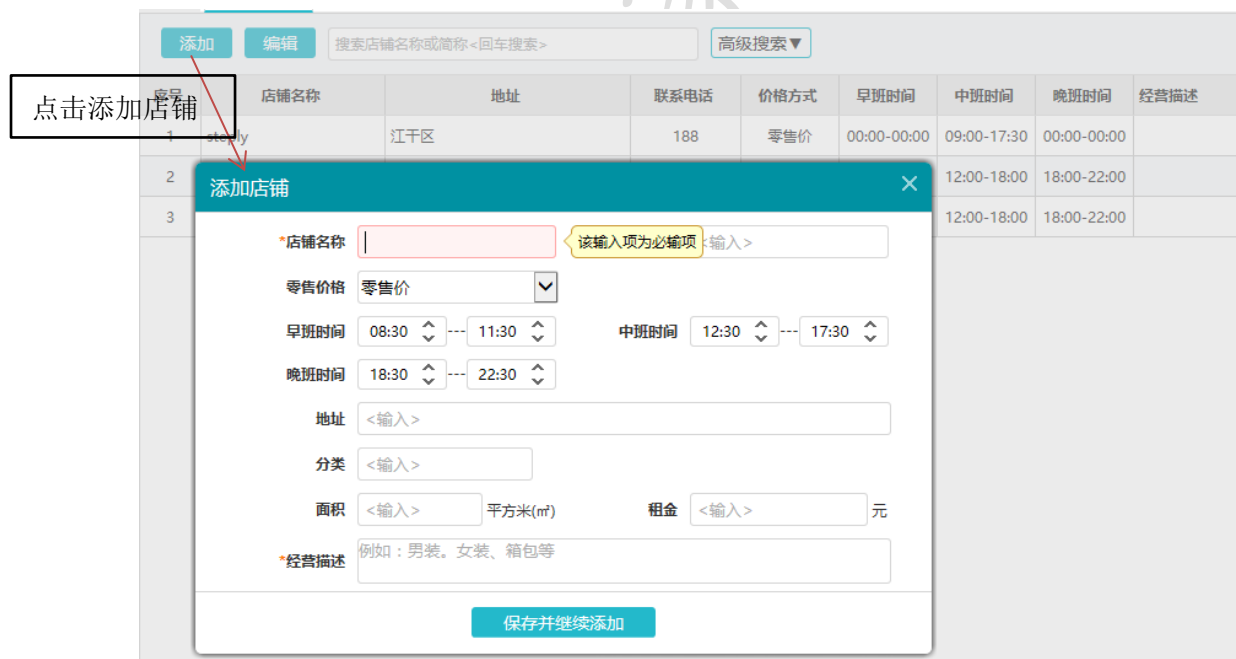 添加 编辑 搜索店铺名称或简称<回车搜索> 高级搜索▼
序号 店铺名称 地址 联系电话 价格方式 早班时间 中班时间 晚班时间 经营描述
点击添加店铺
1 steply 江干区 188 零售价 00:00-00:00 09:00-17:30 00:00-00:00
2 12:00-18:00 18:00-22:00
3 12:00-18:00 18:00-22:00
添加店铺
*店铺名称 该输入项为必输项 <输入>
零售价格 零售价
早班时间 08:30 --- 11:30 中班时间 12:30 --- 17:30
晚班时间 18:30 --- 22:30
地址 <输入>
分类 <输入>
面积 <输入> 平方米(㎡) 租金 <输入> 元
*经营描述 例如：男装。女装、箱包等
保存并继续添加